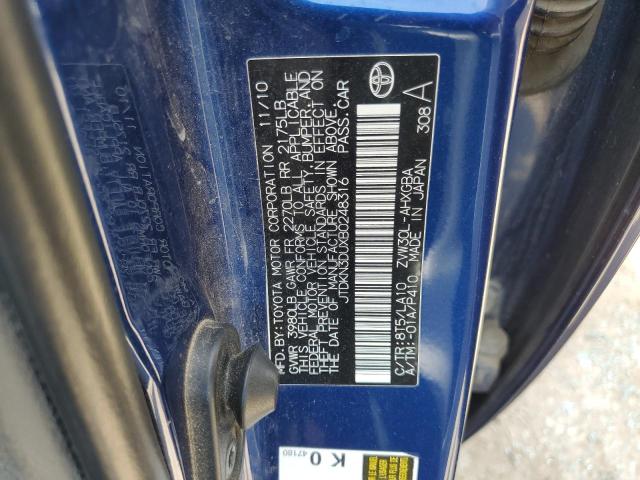 MFD.BY:TOYOTA MOTOR CORPORATION 11/10
GVWR 3980LB GAWR FR 2270LB RR 2175LB
THIS VEHICLE CONFORMS TO ALL APPLICABLE
FEDERAL MOTOR VEHICLE SAFETY, BUMPER, AND
THEFT PREVENTION STANDARDS IN EFFECT ON
THE DATE OF MANUFACTURE SHOWN ABOVE.
JTDKN3DUXB0248316 PASS.CAR
C/TR:8T5/LA10 ZVW30L-AHXGBA
A/TM:-01A/P410 MADE IN JAPAN 308 A
K 0
47180